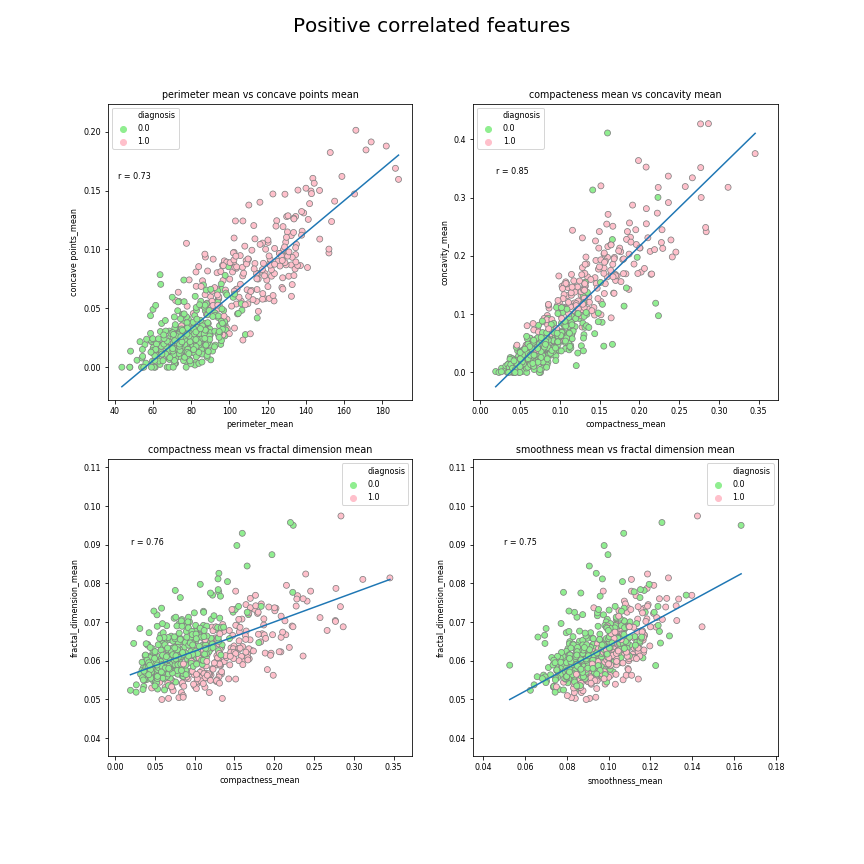 Positive correlated features
perimeter mean vs concave points mean
diagnosis
0.0
1.0
r = 0.73
concave points_mean
0.20
0.15
0.10
0.05
0.00
40 60 80 100 120 140 160 180
perimeter_mean
compacteness mean vs concavity mean
diagnosis
0.0
1.0
r = 0.85
concavity_mean
0.4
0.3
0.2
0.1
0.0
0.00 0.05 0.10 0.15 0.20 0.25 0.30 0.35
compactness_mean
compactness mean vs fractal dimension mean
diagnosis
0.0
1.0
r = 0.76
fractal_dimension_mean
0.11
0.10
0.09
0.08
0.07
0.06
0.05
0.04
0.00 0.05 0.10 0.15 0.20 0.25 0.30 0.35
compactness_mean
smoothness mean vs fractal dimension mean
diagnosis
0.0
1.0
r = 0.75
fractal_dimension_mean
0.11
0.10
0.09
0.08
0.07
0.06
0.05
0.04
0.04 0.06 0.08 0.10 0.12 0.14 0.16 0.18
smoothness_mean